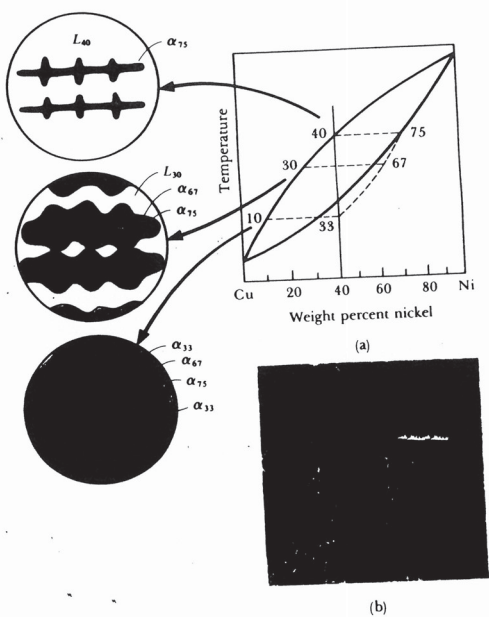 L40
α75
L30
α67
α75
α33
α67
α75
α33
Temperature
40
75
30
67
10
33
Cu 20 40 60 80 Ni
Weight percent nickel
(a)
(b)